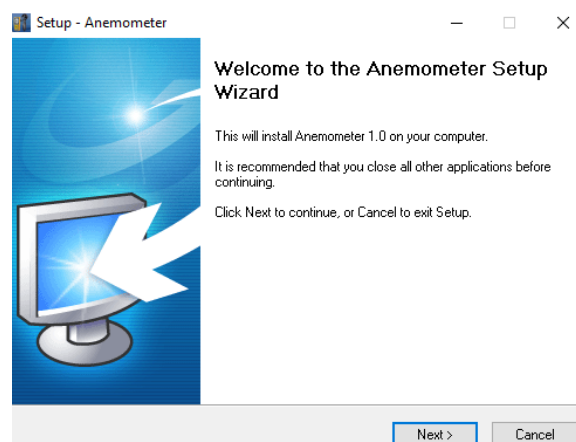 Setup - Anemometer
Welcome to the Anemometer Setup
Wizard
This will install Anemometer 1.0 on your computer.
It is recommended that you close all other applications before
continuing.
Click Next to continue, or Cancel to exit Setup.
Next >
Cancel